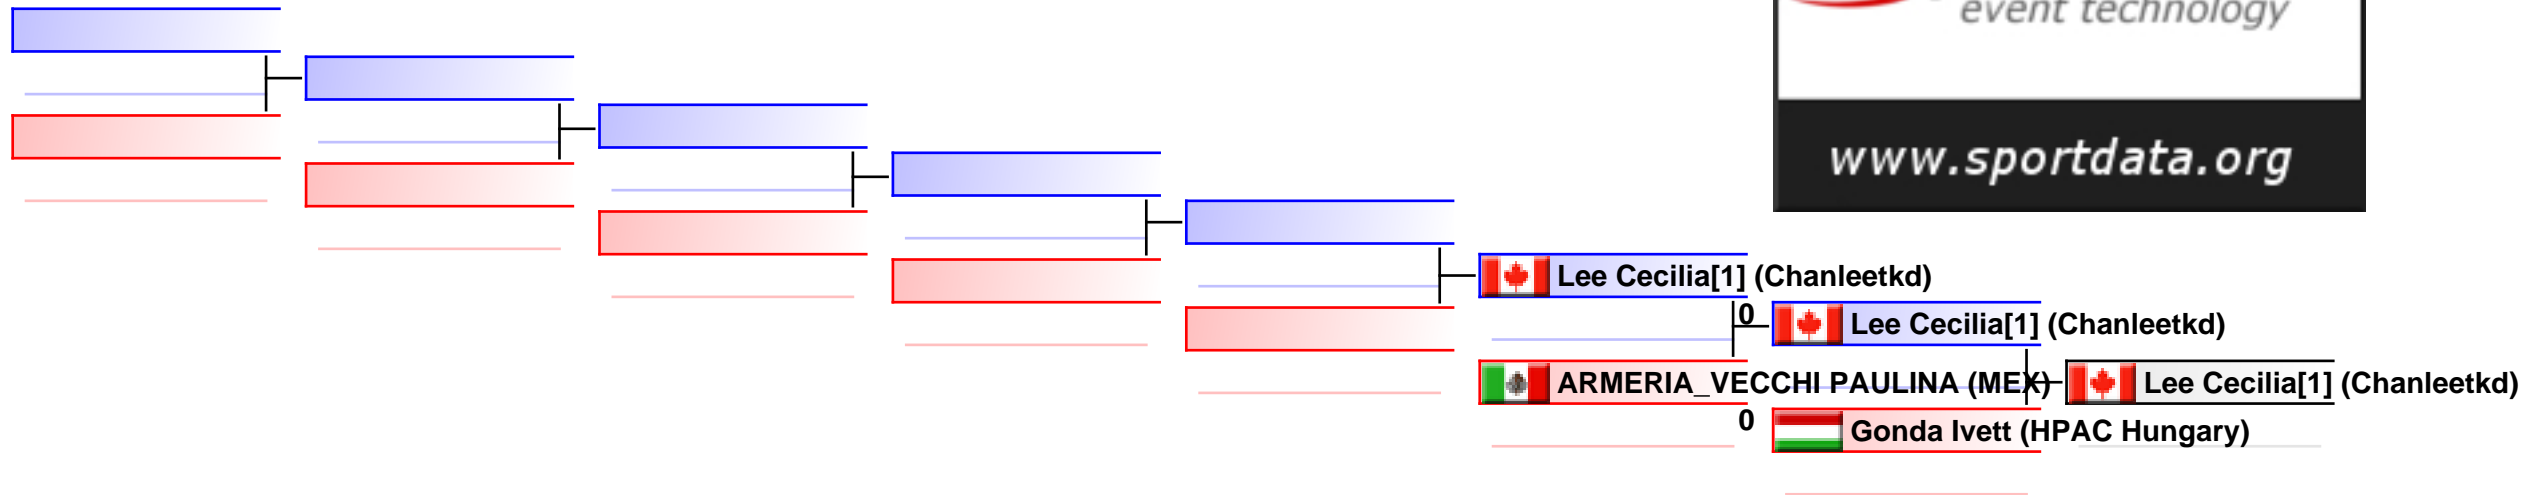 event technology
www.sportdata.org
Lee Cecilia[1] (Chanleetkd)
0
Lee Cecilia[1] (Chanleetkd)
ARMERIA_VECCHI PAULINA (MEX)
Lee Cecilia[1] (Chanleetkd)
0
Gonda Ivett (HPAC Hungary)